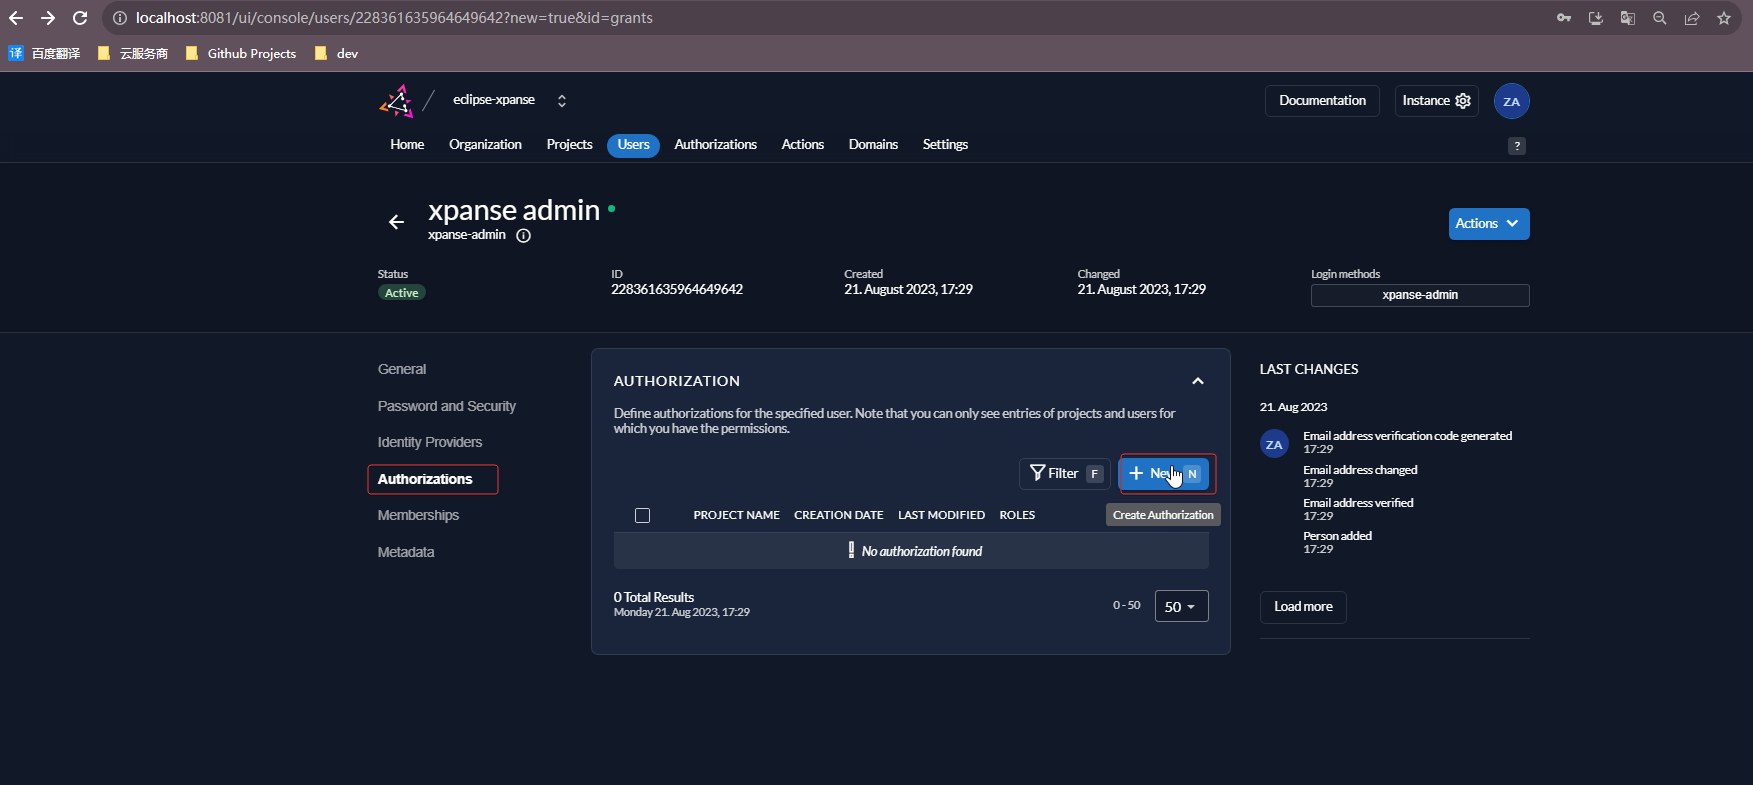 localhost:8081/ui/console/users/228361635964649642?new=true&id=grants
译 百度翻译 云服务商 Github Projects dev
eclipse-xpanse Documentation Instance ZA
Home Organization Projects Users Authorizations Actions Domains Settings ?
xpanse admin
xpanse-admin
Actions
Status ID Created Changed Login methods
Active 228361635964649642 21. August 2023, 17:29 21. August 2023, 17:29 xpanse-admin
General
Password and Security
Identity Providers
Authorizations
Memberships
Metadata
AUTHORIZATION
Define authorizations for the specified user. Note that you can only see entries of projects and users for
which you have the permissions.
Filter F N
Create Authorization
PROJECT NAME CREATION DATE LAST MODIFIED ROLES
No authorization found
0 Total Results
Monday 21. Aug 2023, 17:29
0 - 50 50
LAST CHANGES
21. Aug 2023
ZA
Email address verification code generated
17:29
Email address changed
17:29
Email address verified
17:29
Person added
17:29
Load more